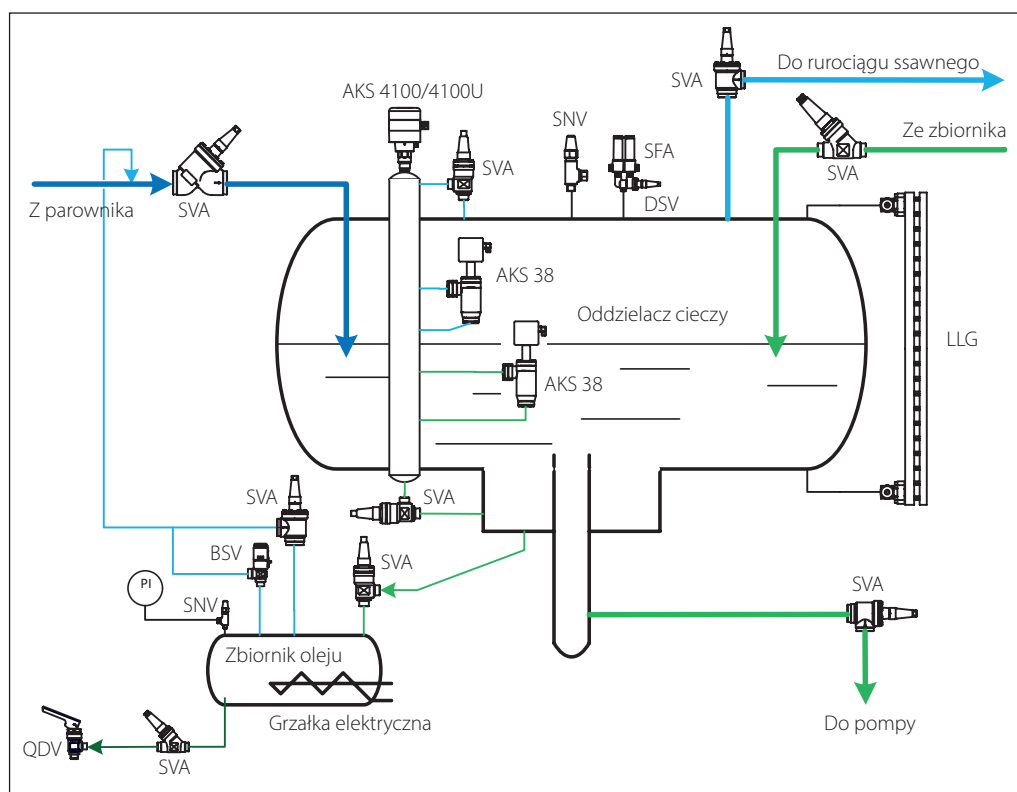 Do rurociągu ssawnego
SVA
AKS 4100/4100U
SNV
SFA
Ze zbiornika
SVA
SVA
DSV
Z parownika
SVA
AKS 38
Oddzielacz cieczy
LLG
AKS 38
SVA
SVA
BSV
SVA
PI
SNV
SVA
Zbiornik oleju
Grzałka elektryczna
Do pompy
QDV
SVA